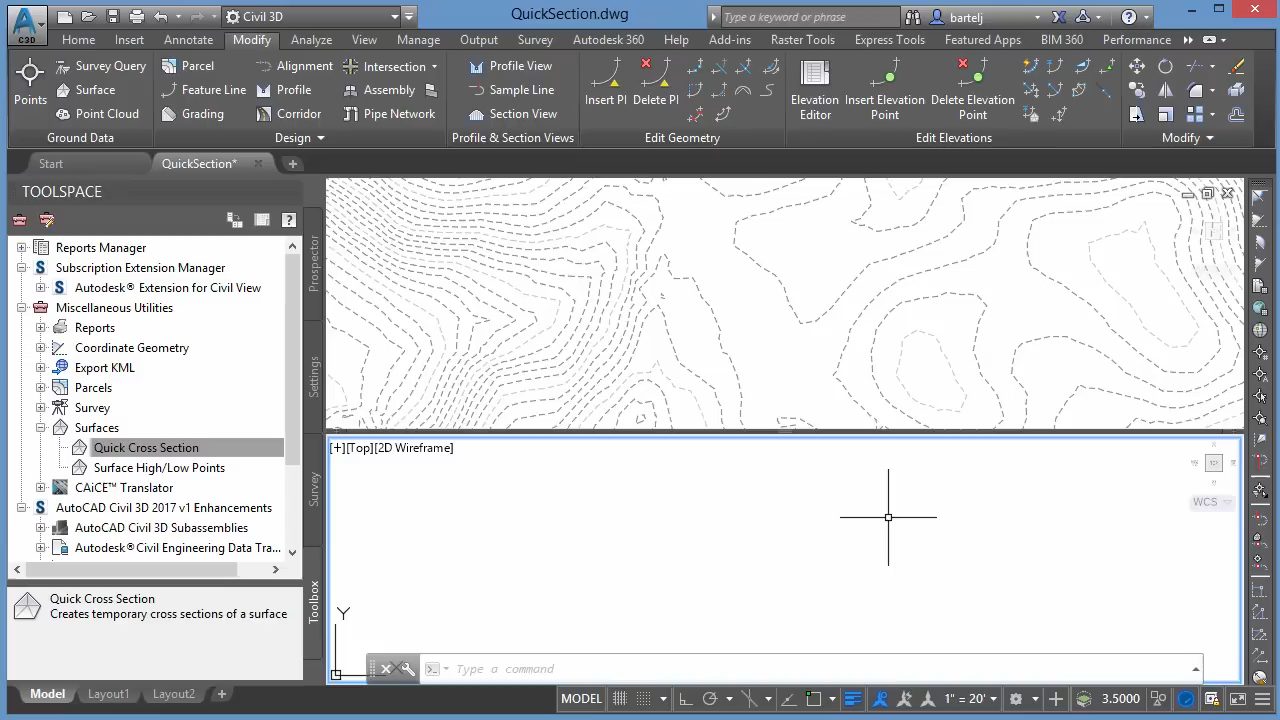 C3D
Civil 3D
QuickSection.dwg
Type a keyword or phrase
bartelj
Home Insert Annotate Modify Analyze View Manage Output Survey Autodesk 360 Help Add-ins Raster Tools Express Tools Featured Apps BIM 360 Performance
Points
Survey Query
Surface
Point Cloud
Ground Data
Parcel
Feature Line
Grading
Alignment
Profile
Corridor
Intersection
Assembly
Pipe Network
Design
Profile View
Sample Line
Section View
Profile & Section Views
Insert PI
Delete PI
Edit Geometry
Elevation Editor
Insert Elevation Point
Delete Elevation Point
Edit Elevations
Modify
Start
QuickSection*
TOOLSPACE
Reports Manager
Subscription Extension Manager
Autodesk® Extension for Civil View
Miscellaneous Utilities
Reports
Coordinate Geometry
Export KML
Parcels
Survey
Surfaces
Quick Cross Section
Surface High/Low Points
CAiCE™ Translator
AutoCAD Civil 3D 2017 v1 Enhancements
AutoCAD Civil 3D Subassemblies
Autodesk® Civil Engineering Data Tra...
Quick Cross Section
Creates temporary cross sections of a surface
Prospector
Settings
Survey
Toolbox
[+][Top][2D Wireframe]
WCS
Y
Type a command
Model Layout1 Layout2
MODEL
1" = 20'
3.5000